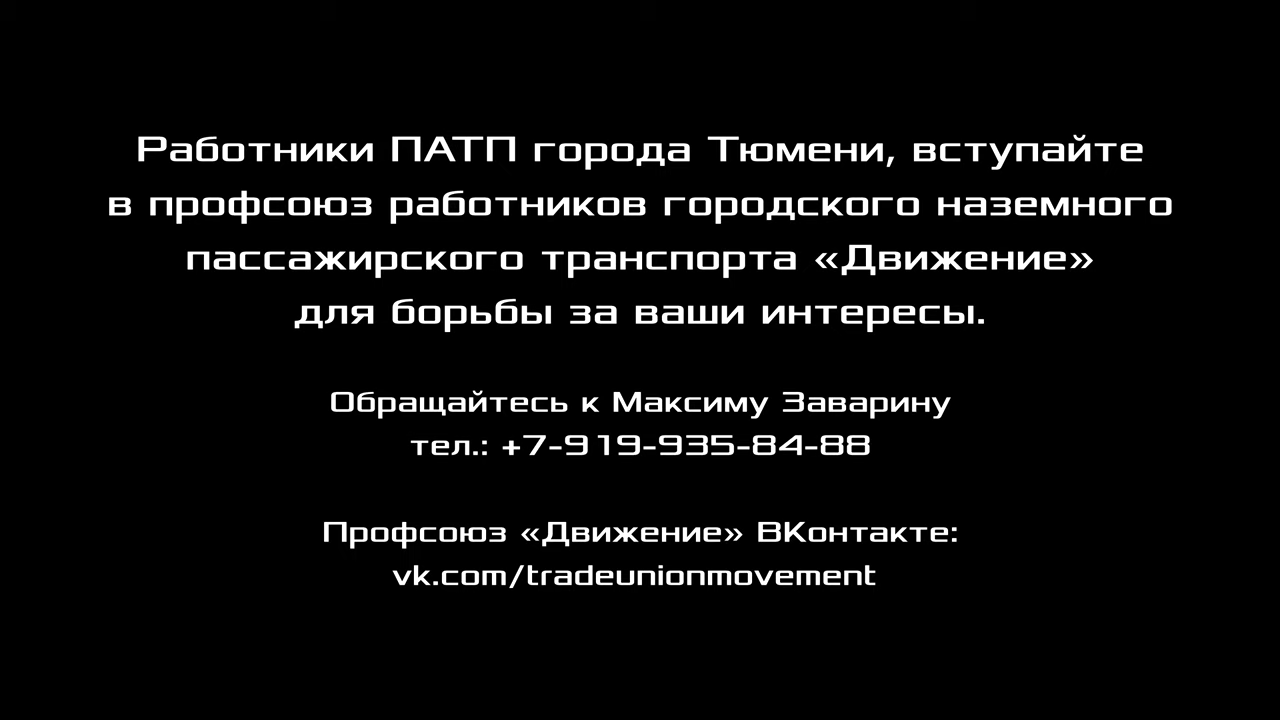 Работники ПАТП города Тюмени, вступайте
в профсоюз работников городского наземного
пассажирского транспорта «Движение»
для борьбы за ваши интересы.
Обращайтесь к Максиму Заварину
тел.: +7-919-935-84-88
Профсоюз «Движение» ВКонтакте:
vk.com/tradeunionmovement